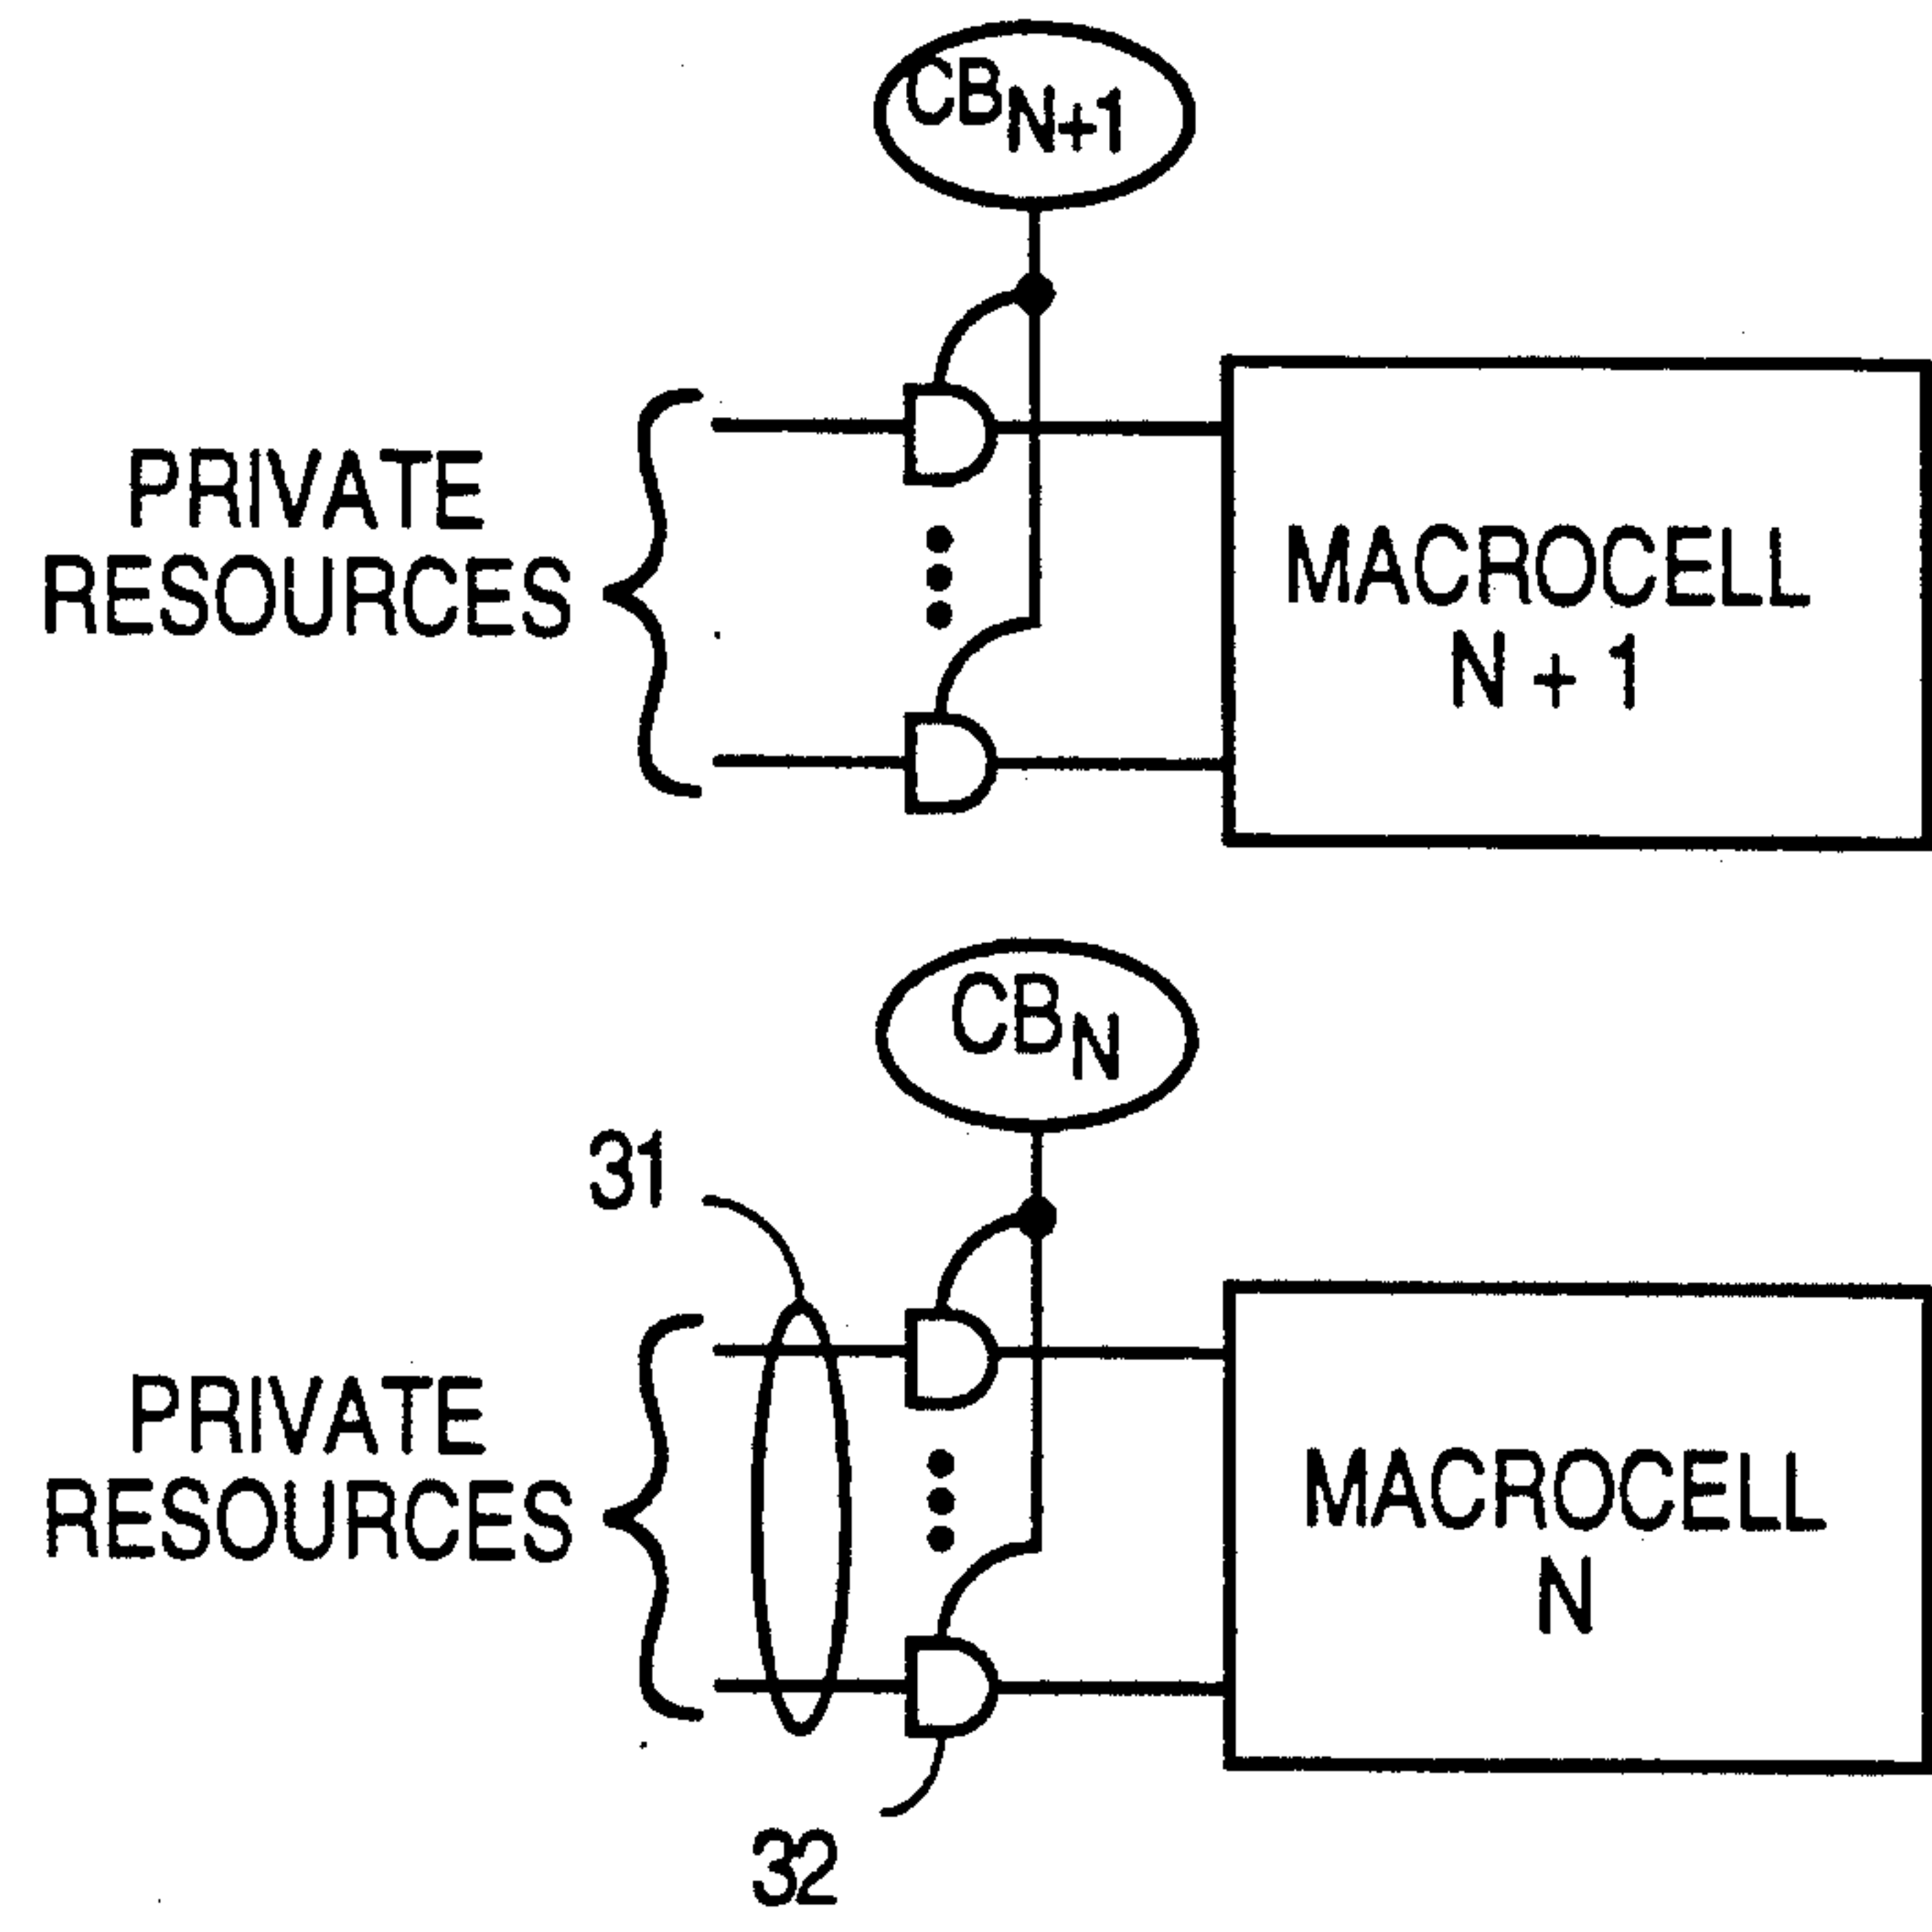 CBN+1
PRIVATE
RESOURCES
MACROCELL
N + 1
CBN
31
PRIVATE
RESOURCES
MACROCELL
N
32